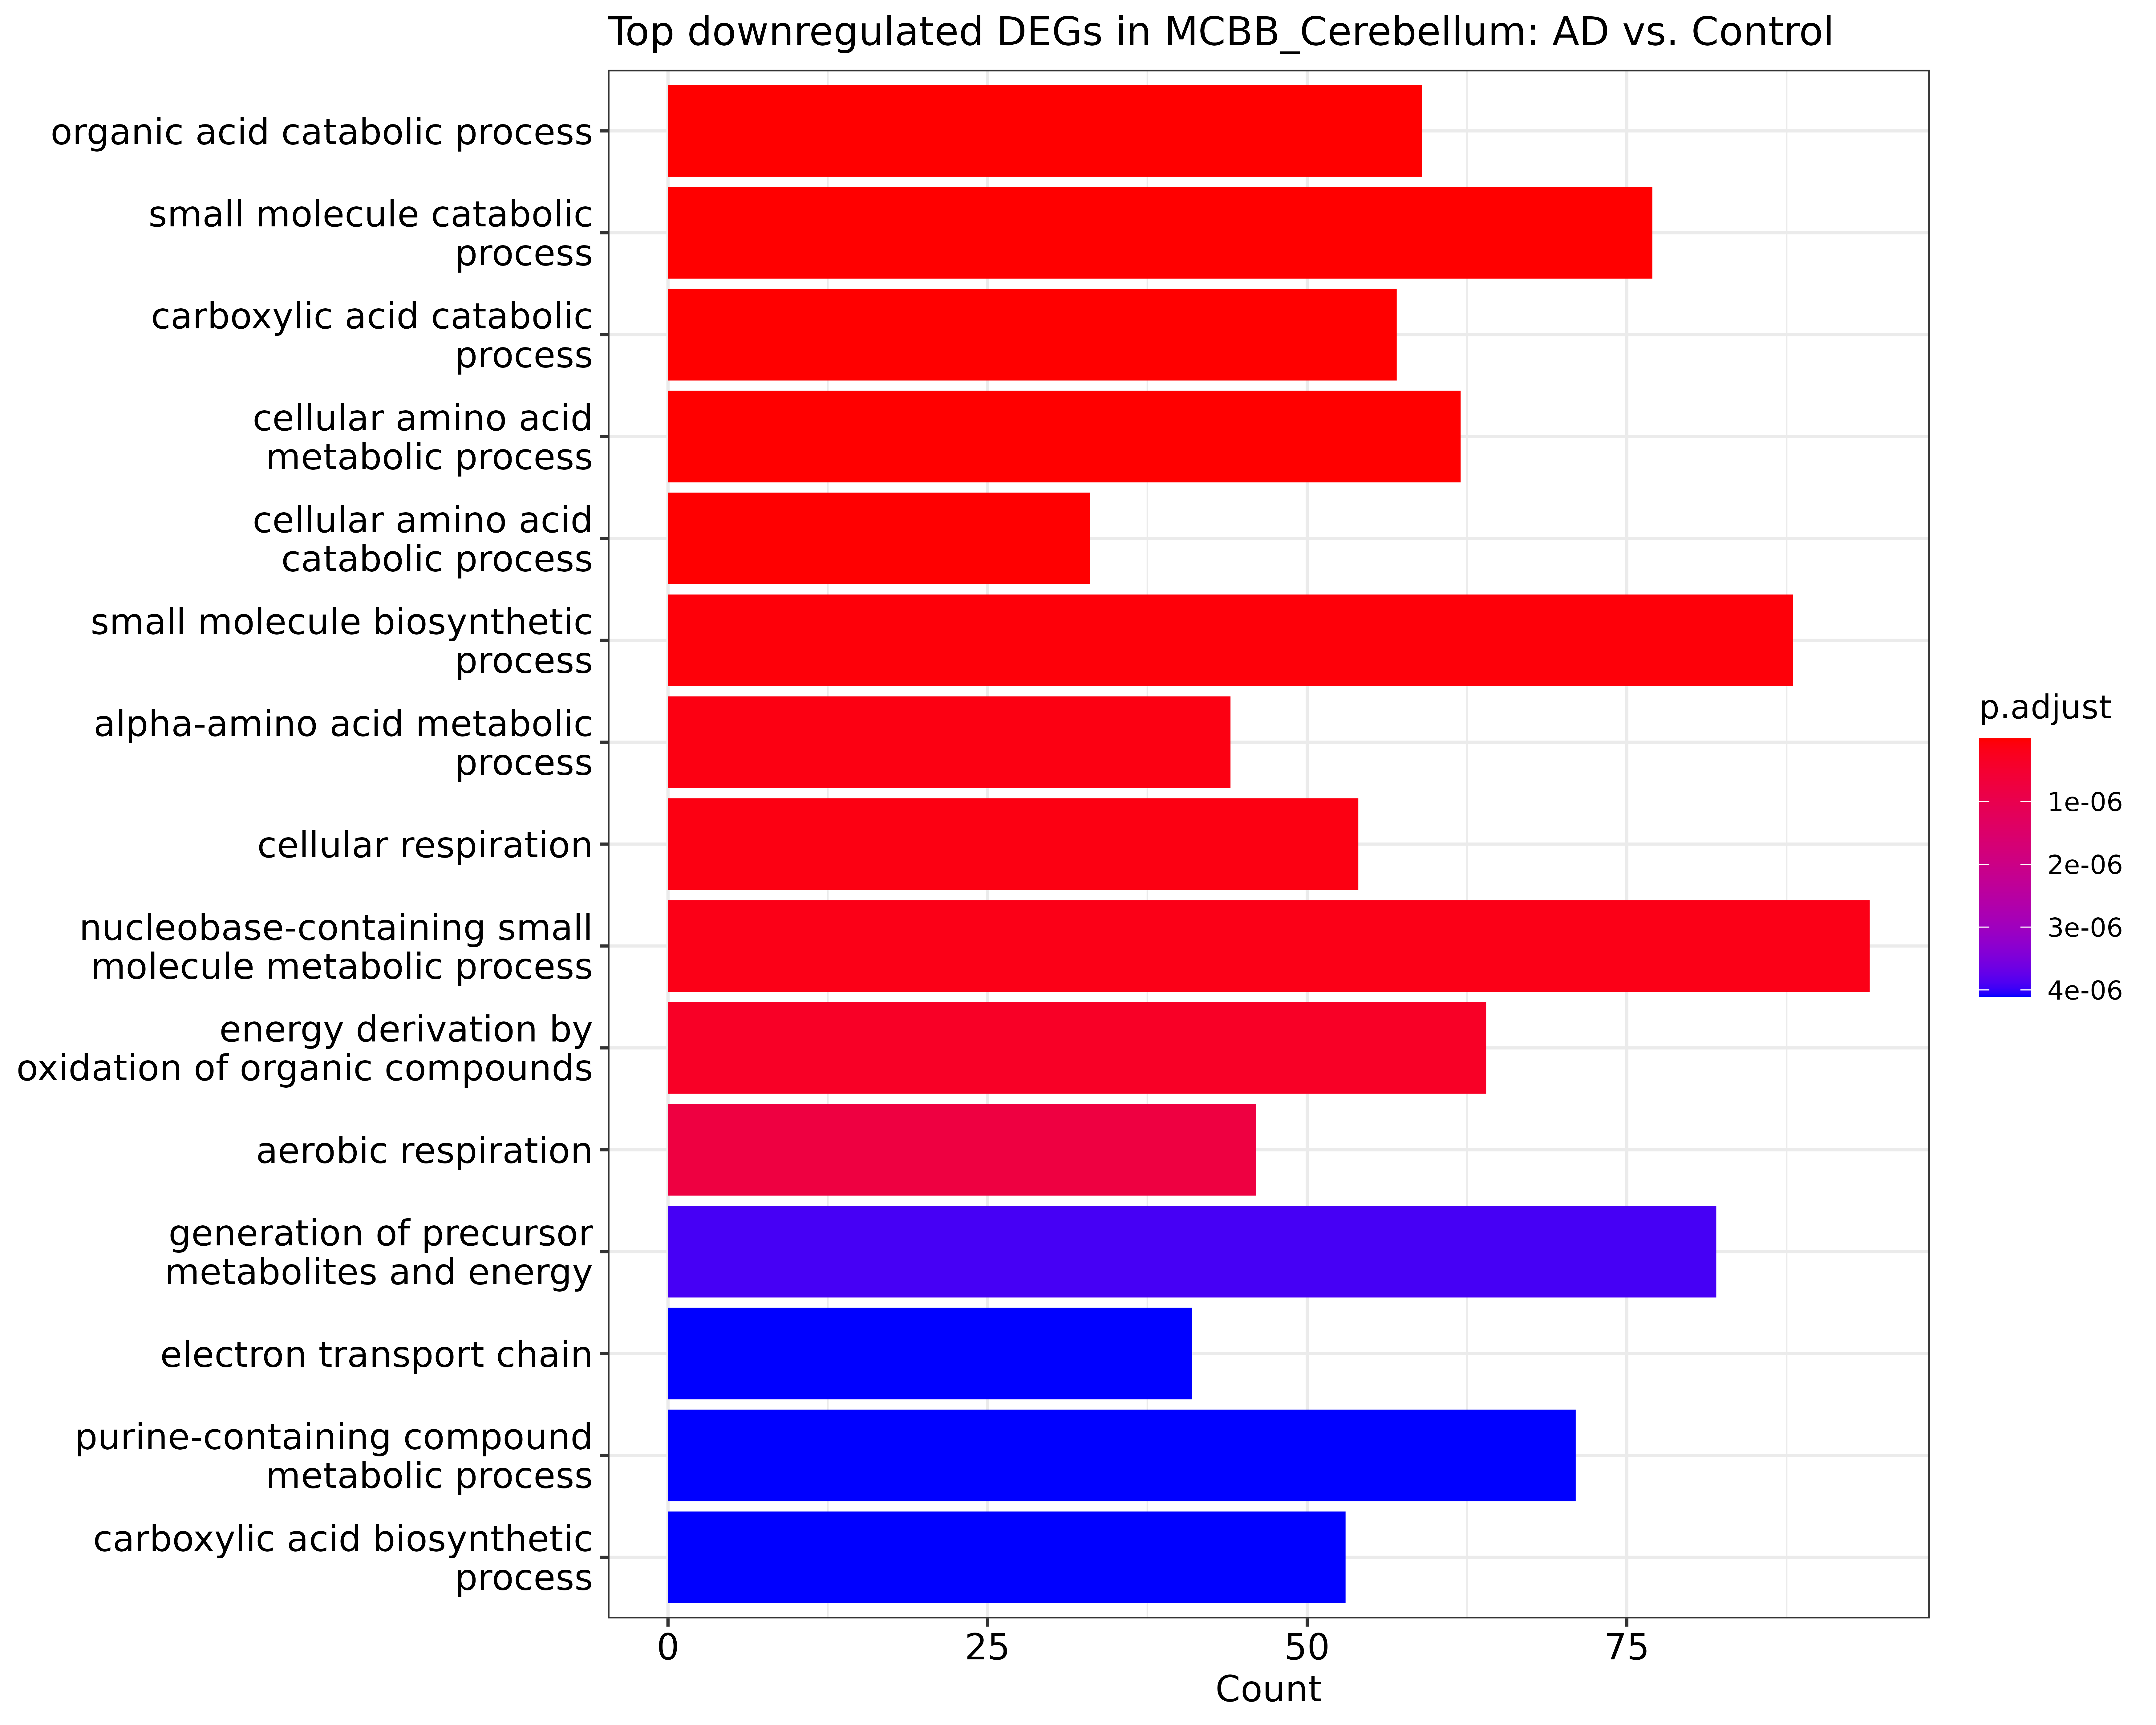 Top downregulated DEGs in MCBB_Cerebellum: AD vs. Control
organic acid catabolic process
small molecule catabolic
process
carboxylic acid catabolic
process
cellular amino acid
metabolic process
cellular amino acid
catabolic process
small molecule biosynthetic
process
alpha-amino acid metabolic
process
cellular respiration
nucleobase-containing small
molecule metabolic process
energy derivation by
oxidation of organic compounds
aerobic respiration
generation of precursor
metabolites and energy
electron transport chain
purine-containing compound
metabolic process
carboxylic acid biosynthetic
process
0 25 50 75
Count
p.adjust
1e-06
2e-06
3e-06
4e-06